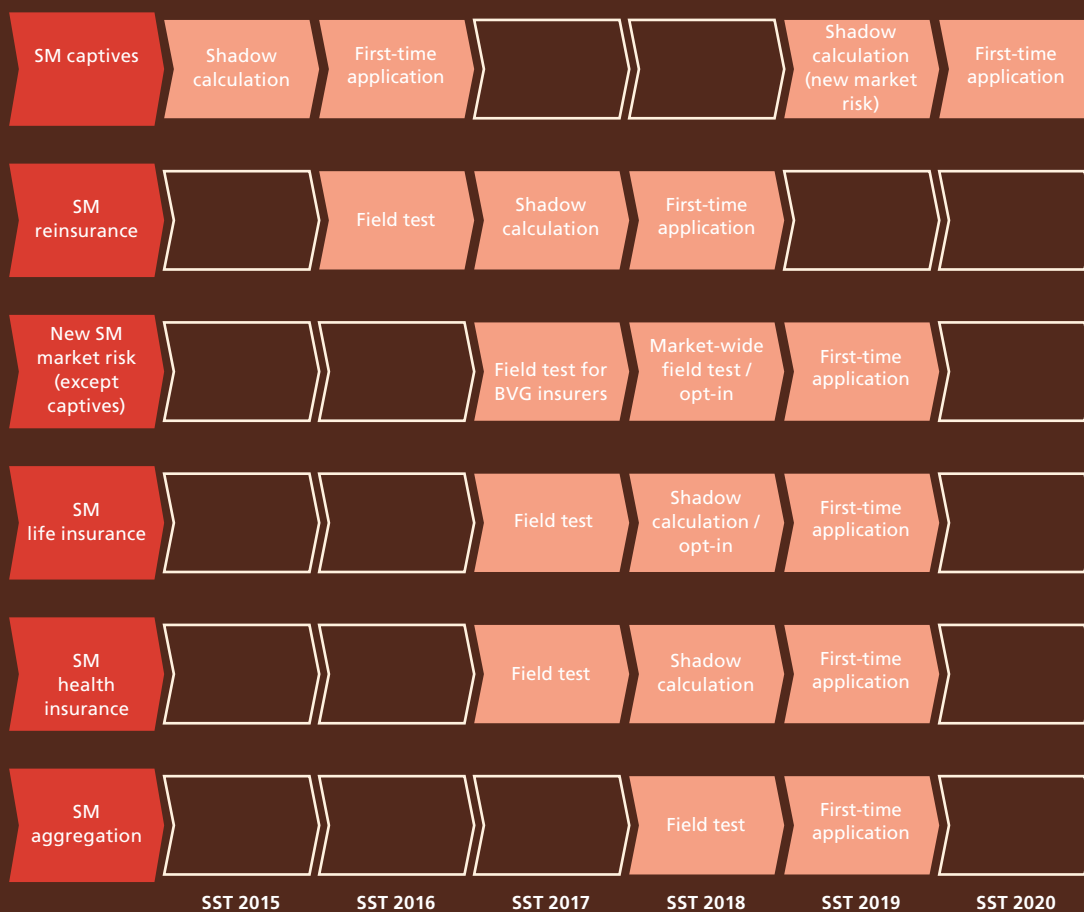 SM captives
Shadow
calculation
First-time
application
Shadow
calculation
(new market
risk)
First-time
application
SM
reinsurance
Field test
Shadow
calculation
First-time
application
New SM
market risk
(except
captives)
Field test for
BVG insurers
Market-wide
field test /
opt-in
First-time
application
SM
life insurance
Field test
Shadow
calculation /
opt-in
First-time
application
SM
health
insurance
Field test
Shadow
calculation
First-time
application
SM
aggregation
Field test
First-time
application
SST 2015
SST 2016
SST 2017
SST 2018
SST 2019
SST 2020